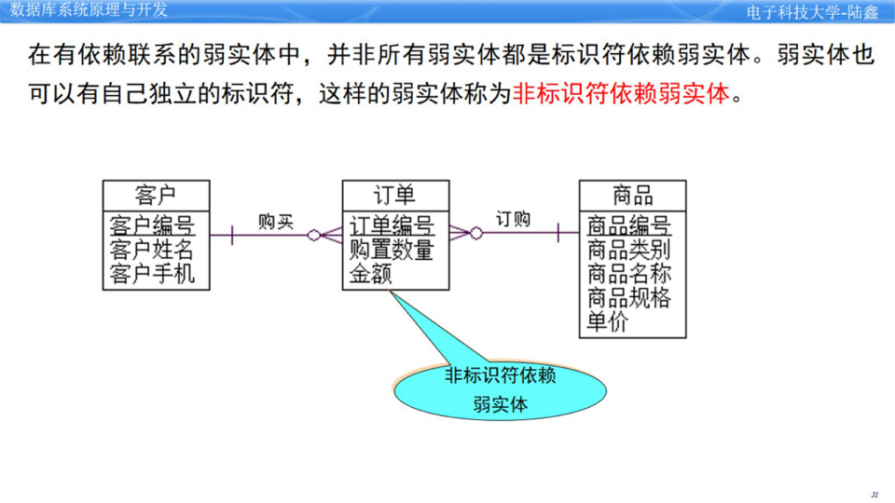 数据库系统原理与开发
电子科技大学-陆鑫
在有依赖联系的弱实体中，并非所有弱实体都是标识符依赖弱实体。弱实体也
可以有自己独立的标识符，这样的弱实体称为非标识符依赖弱实体。
客户
客户编号
客户姓名
客户手机
购买
订单
订单编号
购置数量
金额
订购
商品
商品编号
商品类别
商品名称
商品规格
单价
非标识符依赖
弱实体